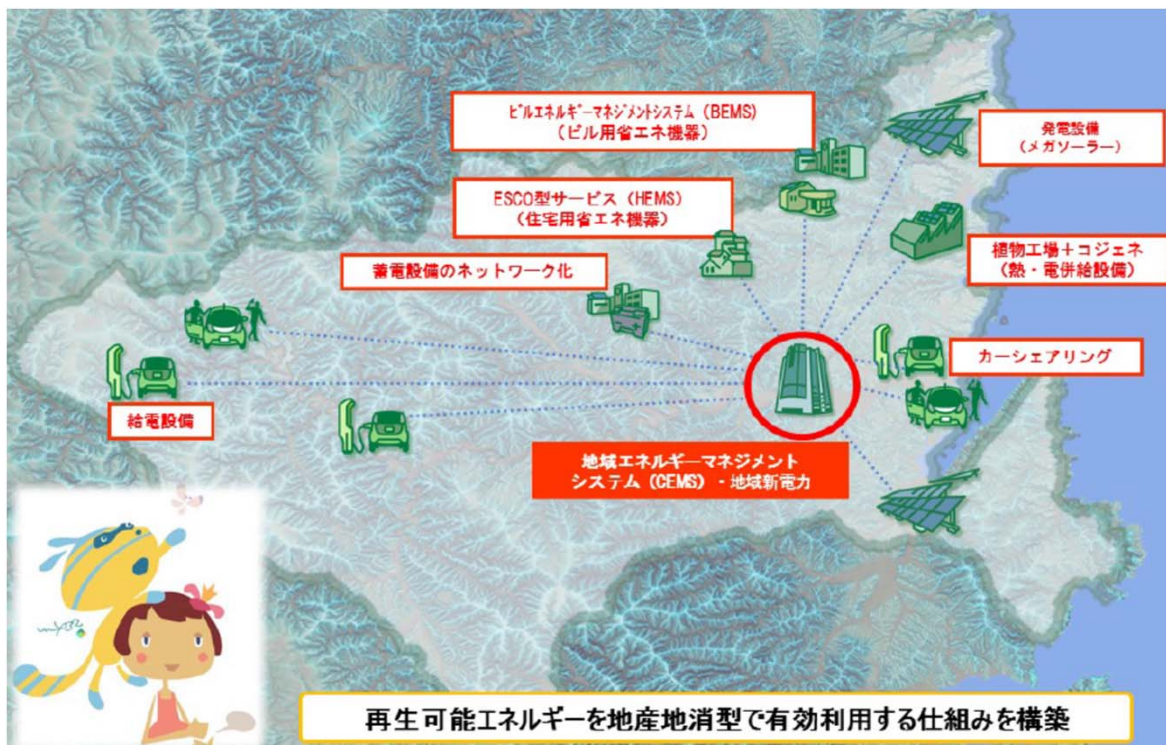 ビルエネルギーマネジメントシステム（BEMS）
（ビル用省エネ機器）
発電設備
（メガソーラー）
ESCO型サービス（HEMS）
（住宅用省エネ機器）
植物工場＋コジェネ
（熱・電併給設備）
蓄電設備のネットワーク化
カーシェアリング
給電設備
地域エネルギーマネジメント
システム（CEMS）・地域新電力
再生可能エネルギーを地産地消型で有効利用する仕組みを構築